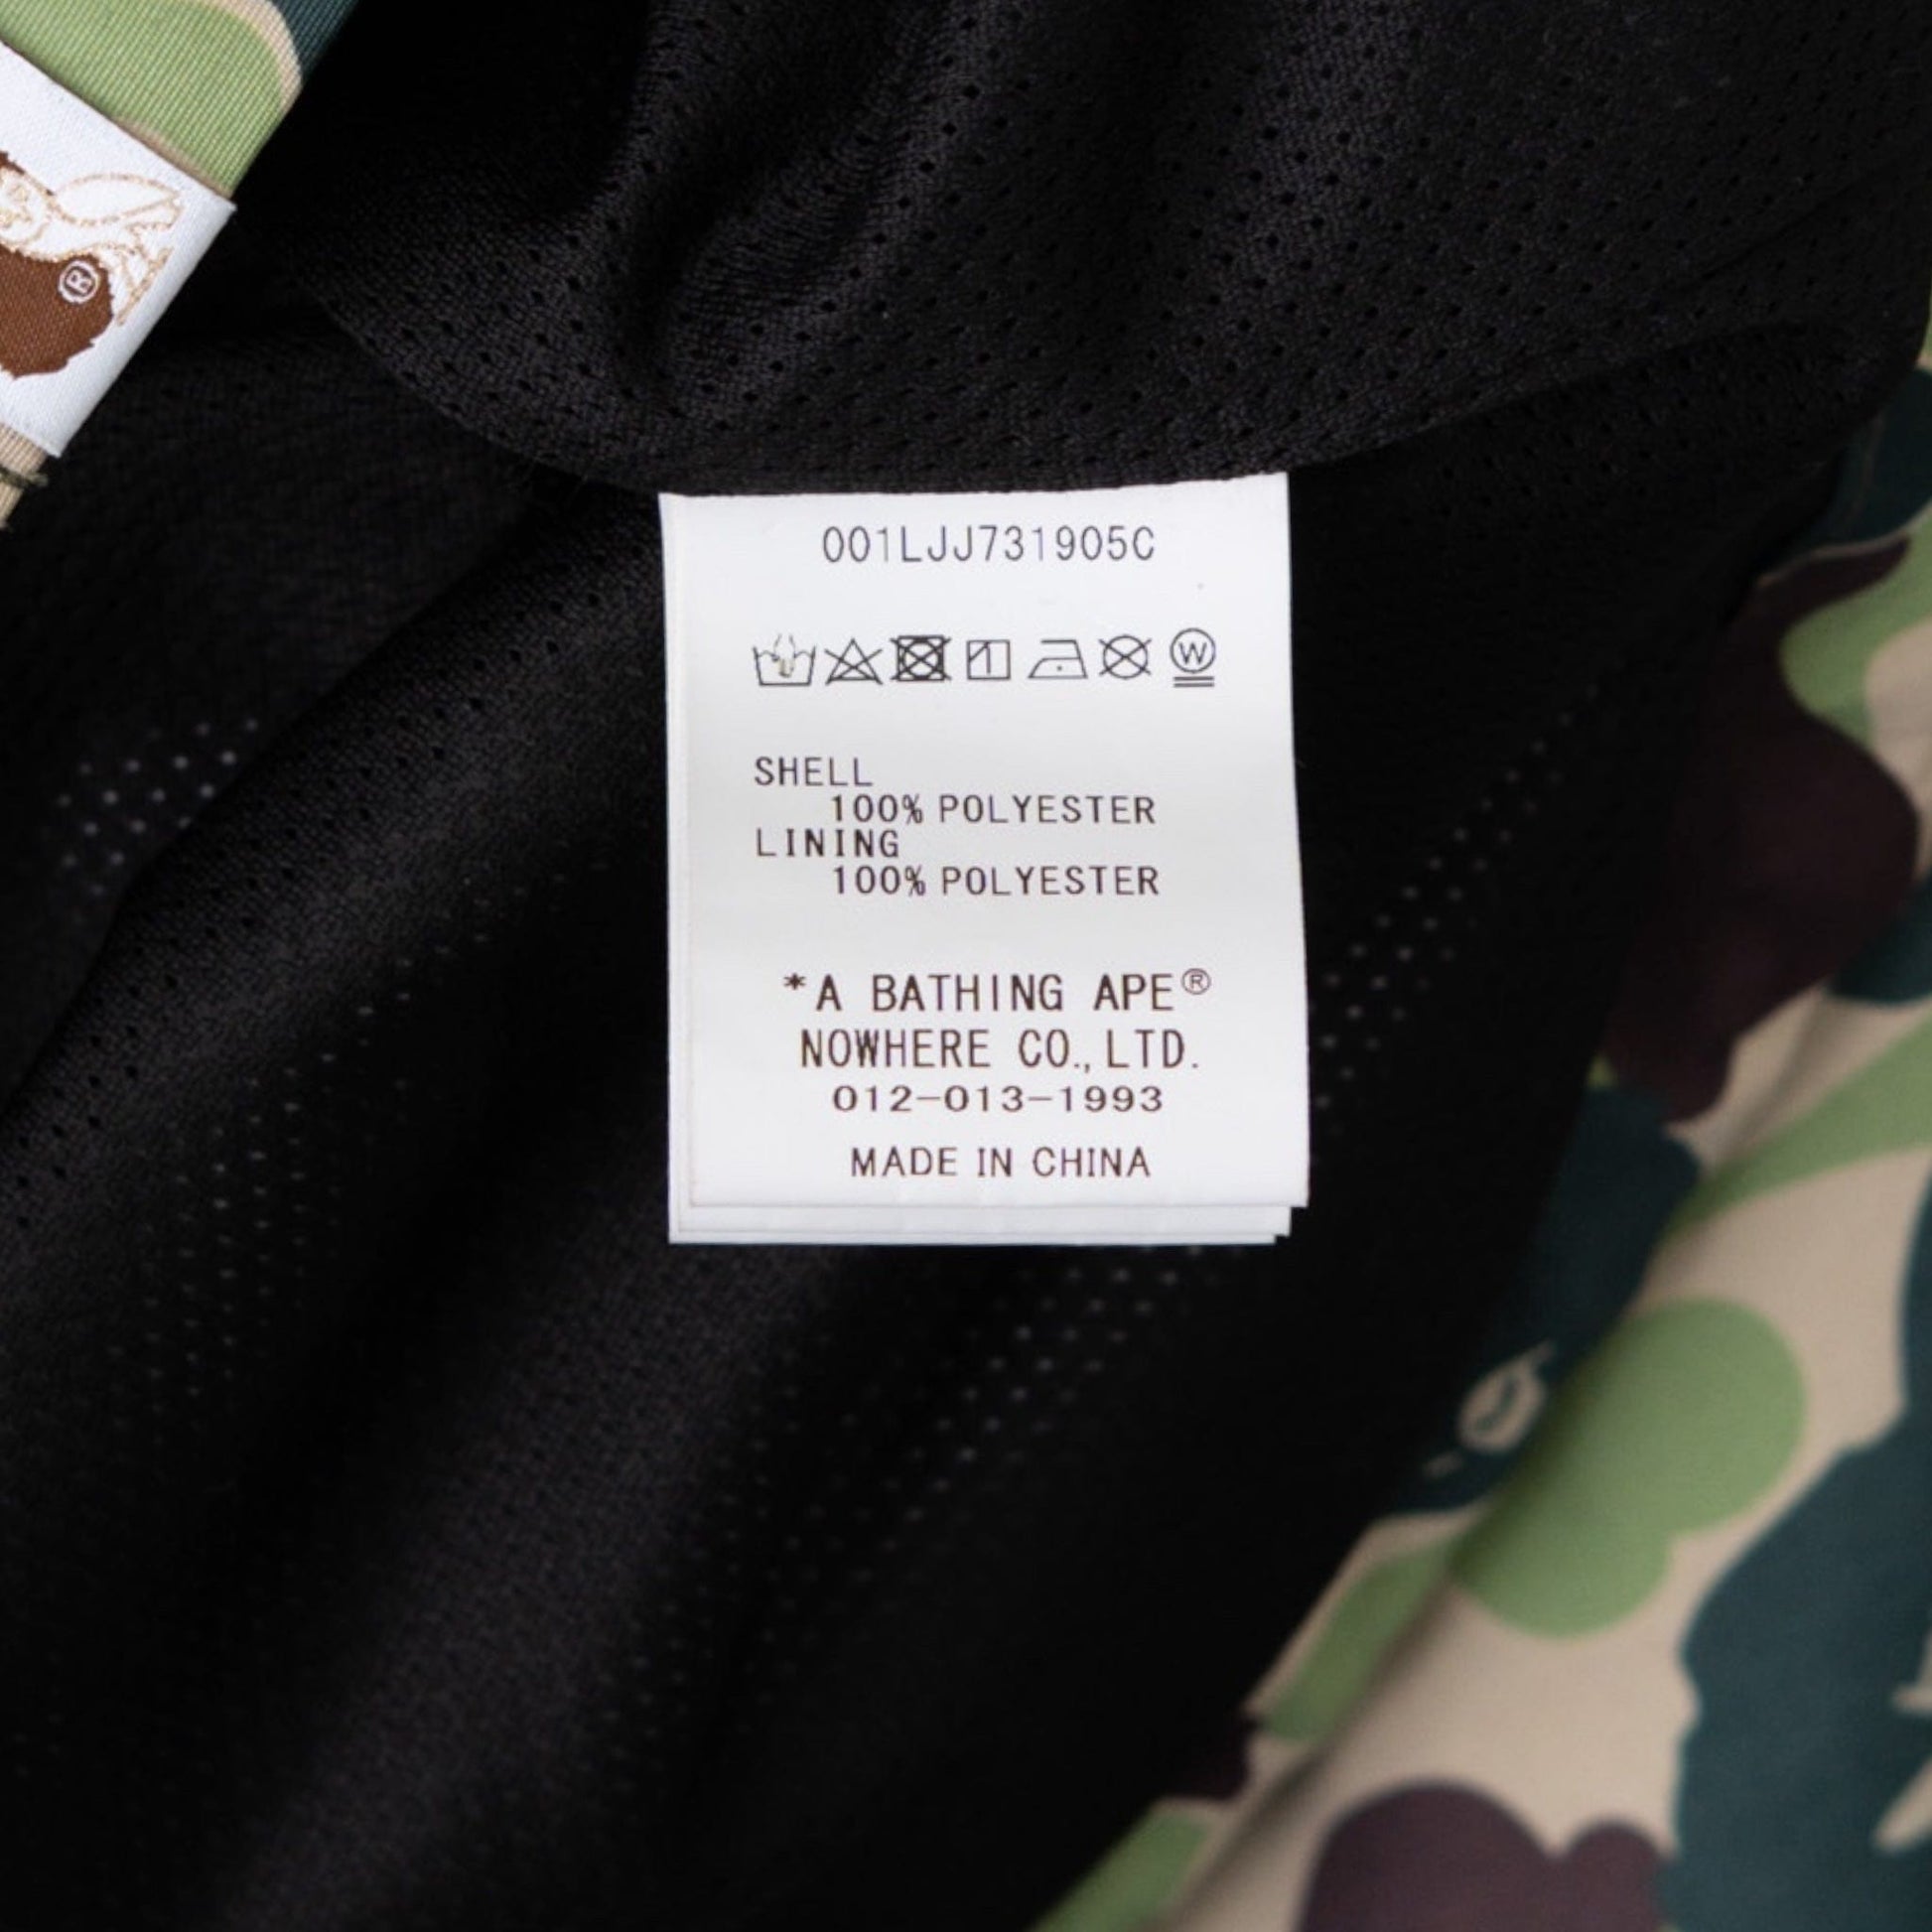 ®
001LJJ731905C
W
SHELL
100% POLYESTER
LINING
100% POLYESTER
*A BATHING APE®
NOWHERE CO.,LTD.
012-013-1993
MADE IN CHINA